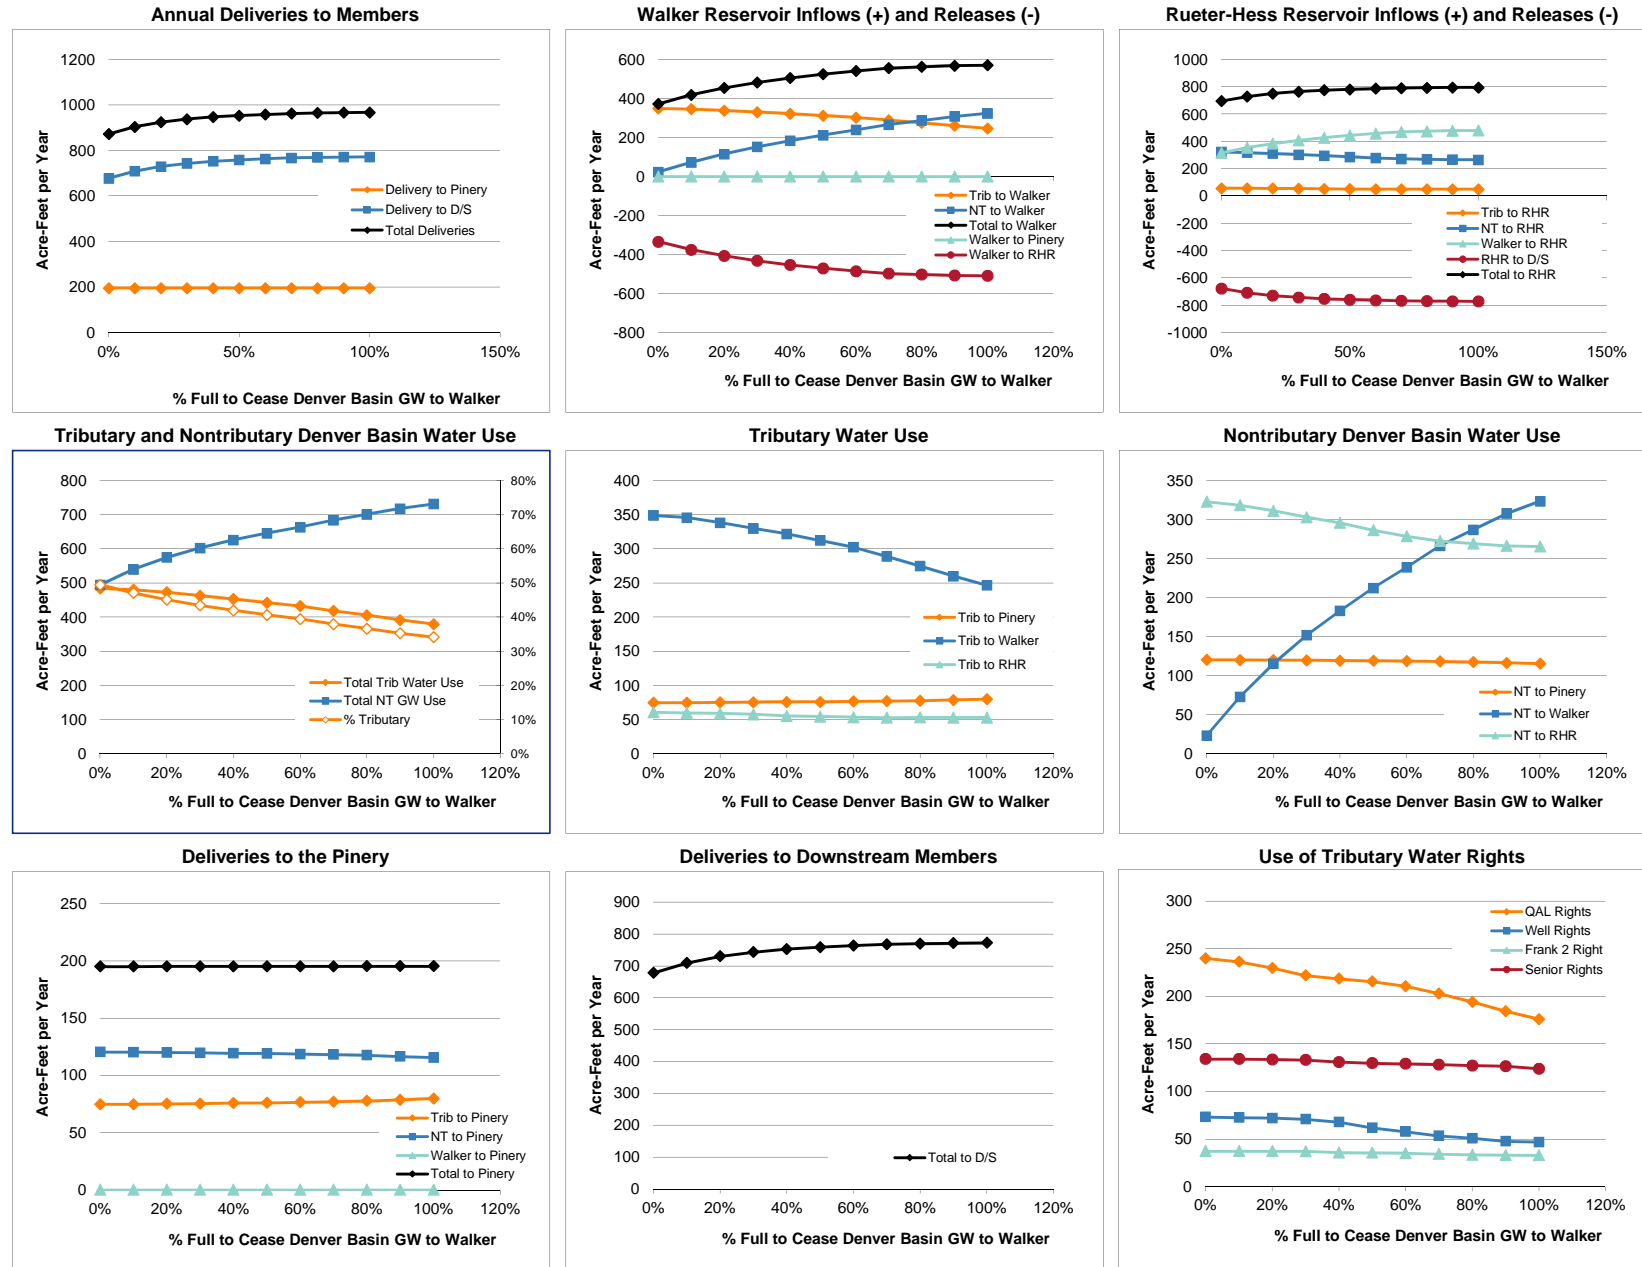 Annual Deliveries to Members
1200
1000
800
600
400
200
0
0%
50%
100%
150%
Acre-Feet per Year
% Full to Cease Denver Basin GW to Walker
Delivery to Pinery
Delivery to D/S
Total Deliveries
Walker Reservoir Inflows (+) and Releases (-)
600
400
200
0
-200
-400
-600
-800
0%
20%
40%
60%
80%
100%
120%
Acre-Feet per Year
% Full to Cease Denver Basin GW to Walker
Trib to Walker
NT to Walker
Total to Walker
Walker to Pinery
Walker to RHR
Rueter-Hess Reservoir Inflows (+) and Releases (-)
1000
800
600
400
200
0
-200
-400
-600
-800
-1000
0%
50%
100%
150%
Acre-Feet per Year
% Full to Cease Denver Basin GW to Walker
Trib to RHR
NT to RHR
Walker to RHR
RHR to D/S
Total to RHR
Tributary and Nontributary Denver Basin Water Use
800
700
600
500
400
300
200
100
0
80%
70%
60%
50%
40%
30%
20%
10%
0%
0%
20%
40%
60%
80%
100%
120%
Acre-Feet per Year
% Full to Cease Denver Basin GW to Walker
Total Trib Water Use
Total NT GW Use
% Tributary
Tributary Water Use
400
350
300
250
200
150
100
50
0
0%
20%
40%
60%
80%
100%
120%
Acre-Feet per Year
% Full to Cease Denver Basin GW to Walker
Trib to Pinery
Trib to Walker
Trib to RHR
Nontributary Denver Basin Water Use
350
300
250
200
150
100
50
0
0%
20%
40%
60%
80%
100%
120%
Acre-Feet per Year
% Full to Cease Denver Basin GW to Walker
NT to Pinery
NT to Walker
NT to RHR
Deliveries to the Pinery
250
200
150
100
50
0
0%
20%
40%
60%
80%
100%
120%
Acre-Feet per Year
% Full to Cease Denver Basin GW to Walker
Trib to Pinery
NT to Pinery
Walker to Pinery
Total to Pinery
Deliveries to Downstream Members
900
800
700
600
500
400
300
200
100
0
0%
20%
40%
60%
80%
100%
120%
Acre-Feet per Year
% Full to Cease Denver Basin GW to Walker
Total to D/S
Use of Tributary Water Rights
300
250
200
150
100
50
0
0%
20%
40%
60%
80%
100%
120%
Acre-Feet per Year
% Full to Cease Denver Basin GW to Walker
QAL Rights
Well Rights
Frank 2 Right
Senior Rights